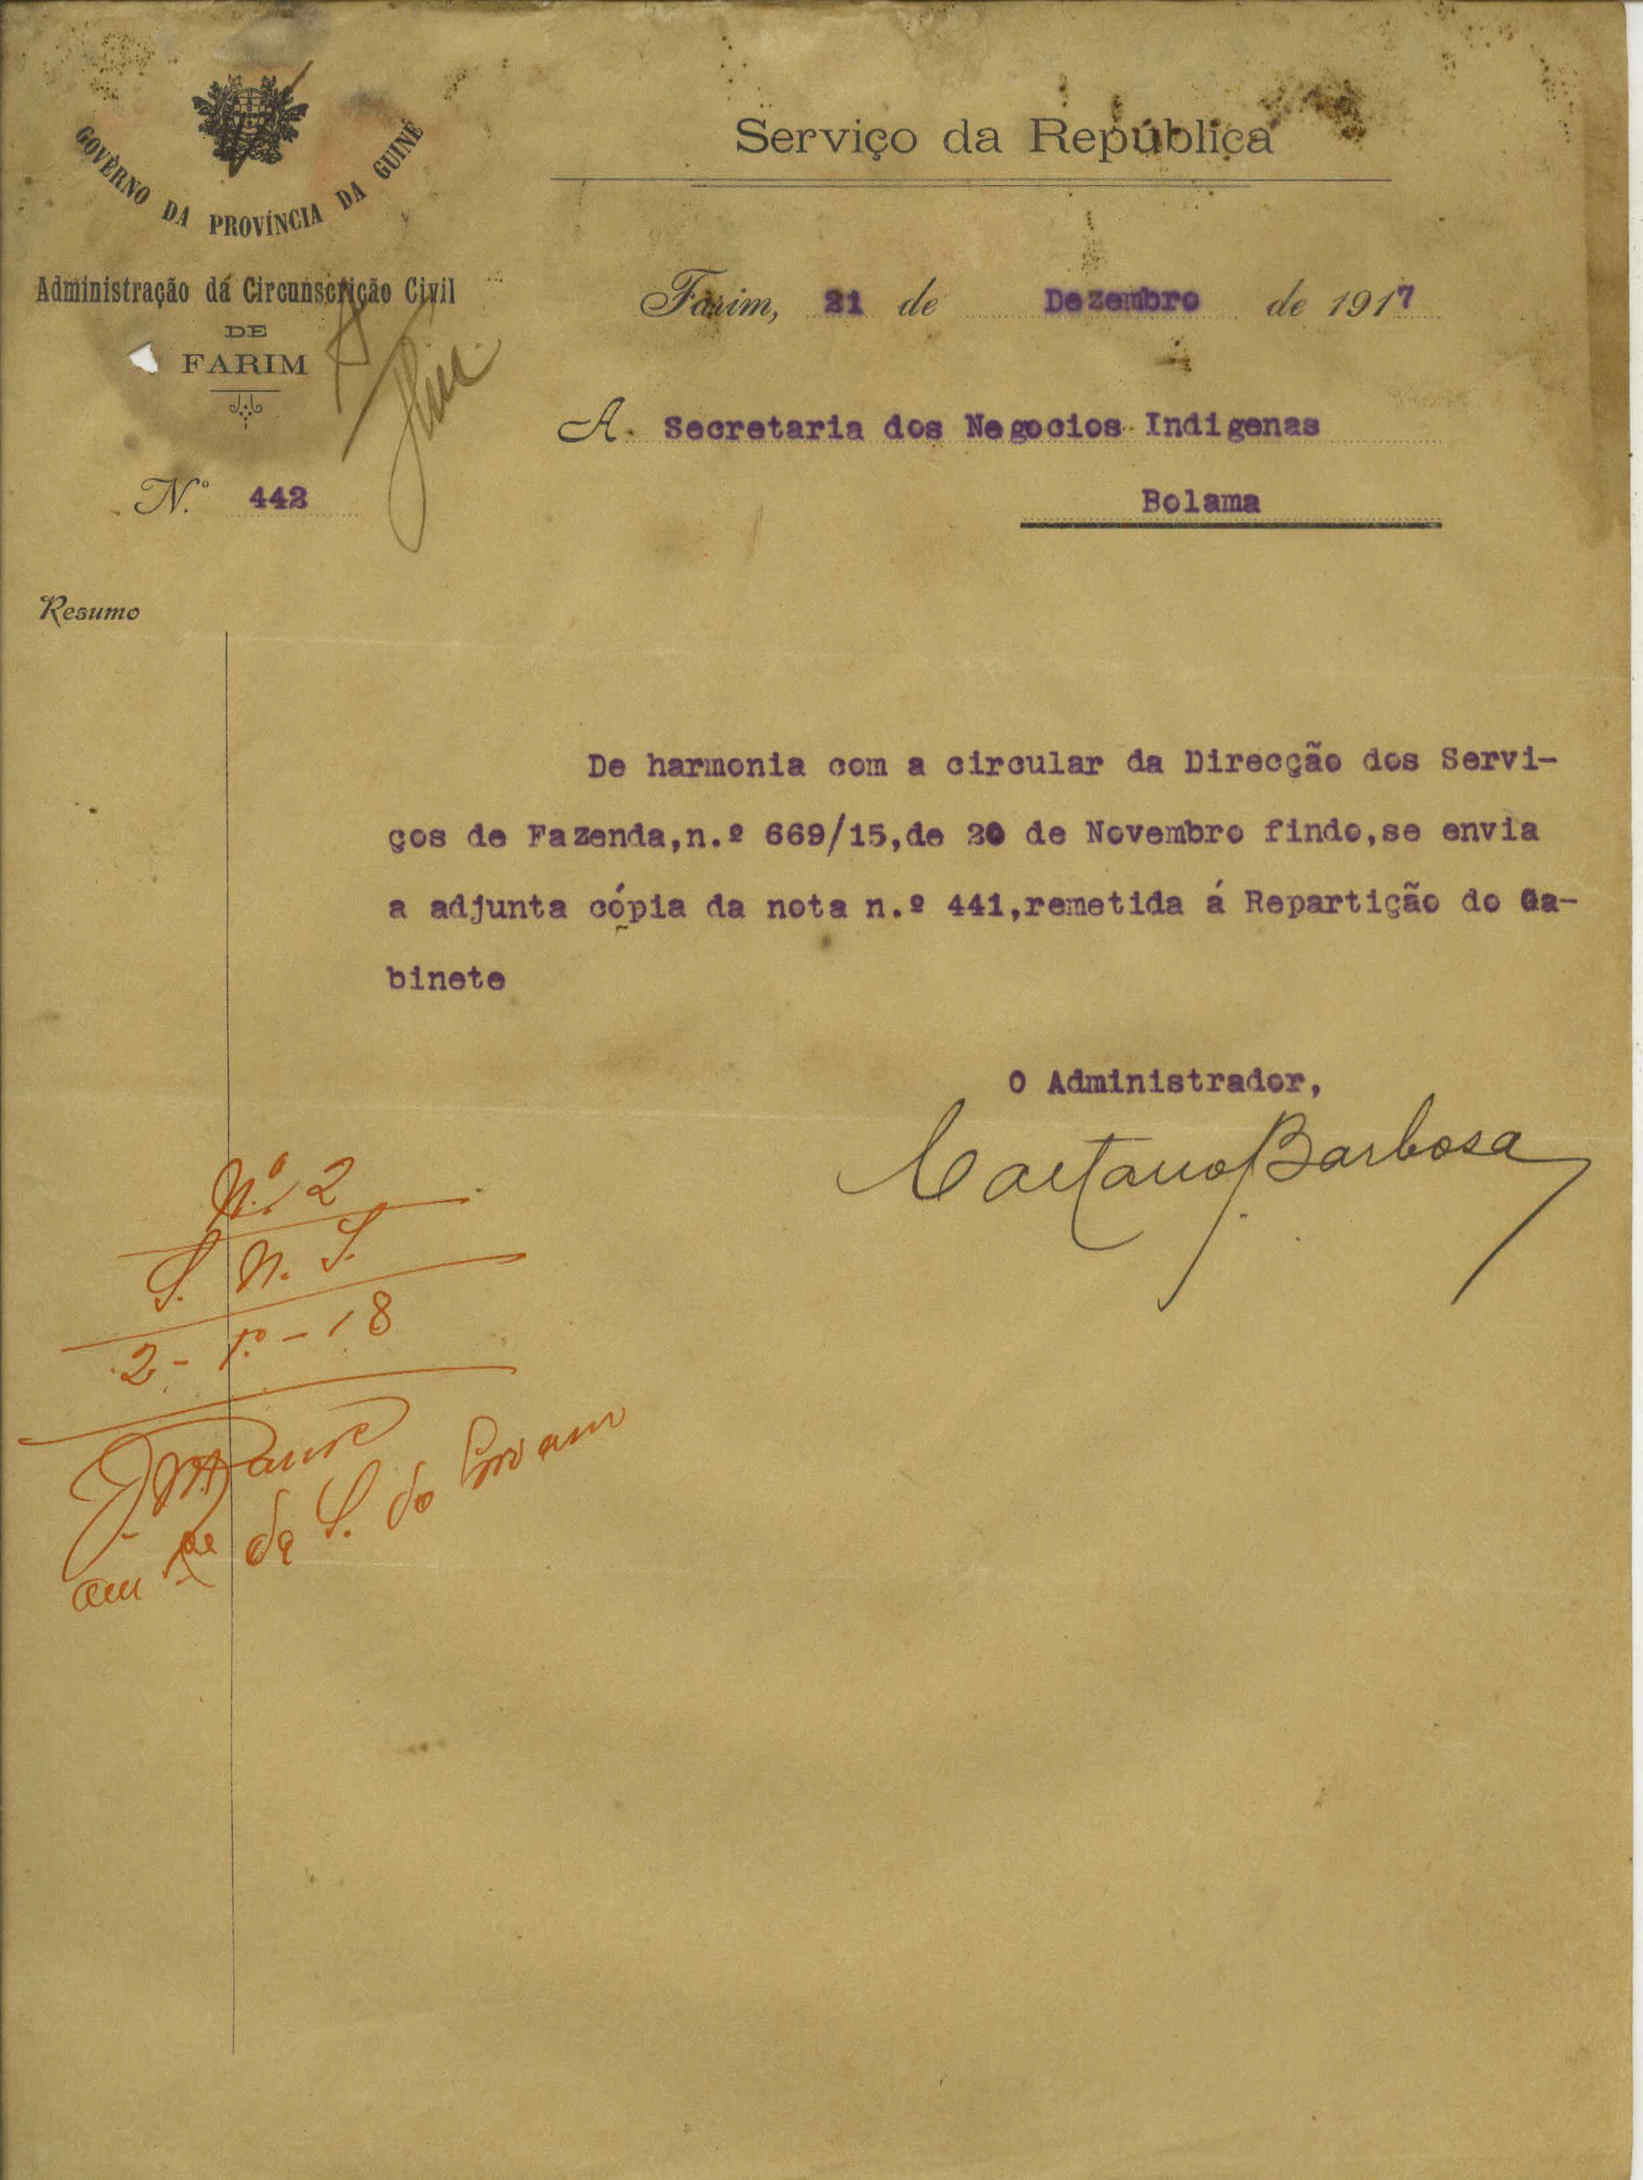 GOVÊRNO DA PROVÍNCIA DA GUINÉ
Administração da Circunscrição Civil
DE
FARIM
N.º 442
Serviço da República
Farim, 21 de Dezembro de 1917
A Secretaria dos Negocios Indigenas
Bolama
Resumo
De harmonia com a circular da Direcção dos Servi-
ços de Fazenda,n.º 669/15,de 20 de Novembro findo,se envia
a adjunta cópia da nota n.º 441,remetida á Repartição do Ga-
binete
O Administrador,
Caetano J. Barbosa
N.º 2
S. N. I.
2 - 1.º - 18
da S. do